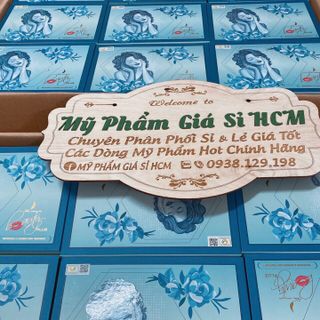 Welcome to
Mỹ Phẩm Giá Sỉ HCM
Chuyên Phân Phối Sỉ & Lẻ Giá Tốt
Các Dòng Mỹ Phẩm Hot Chính Hãng
MỸ PHẨM GIÁ SỈ HCM 0938.129.198